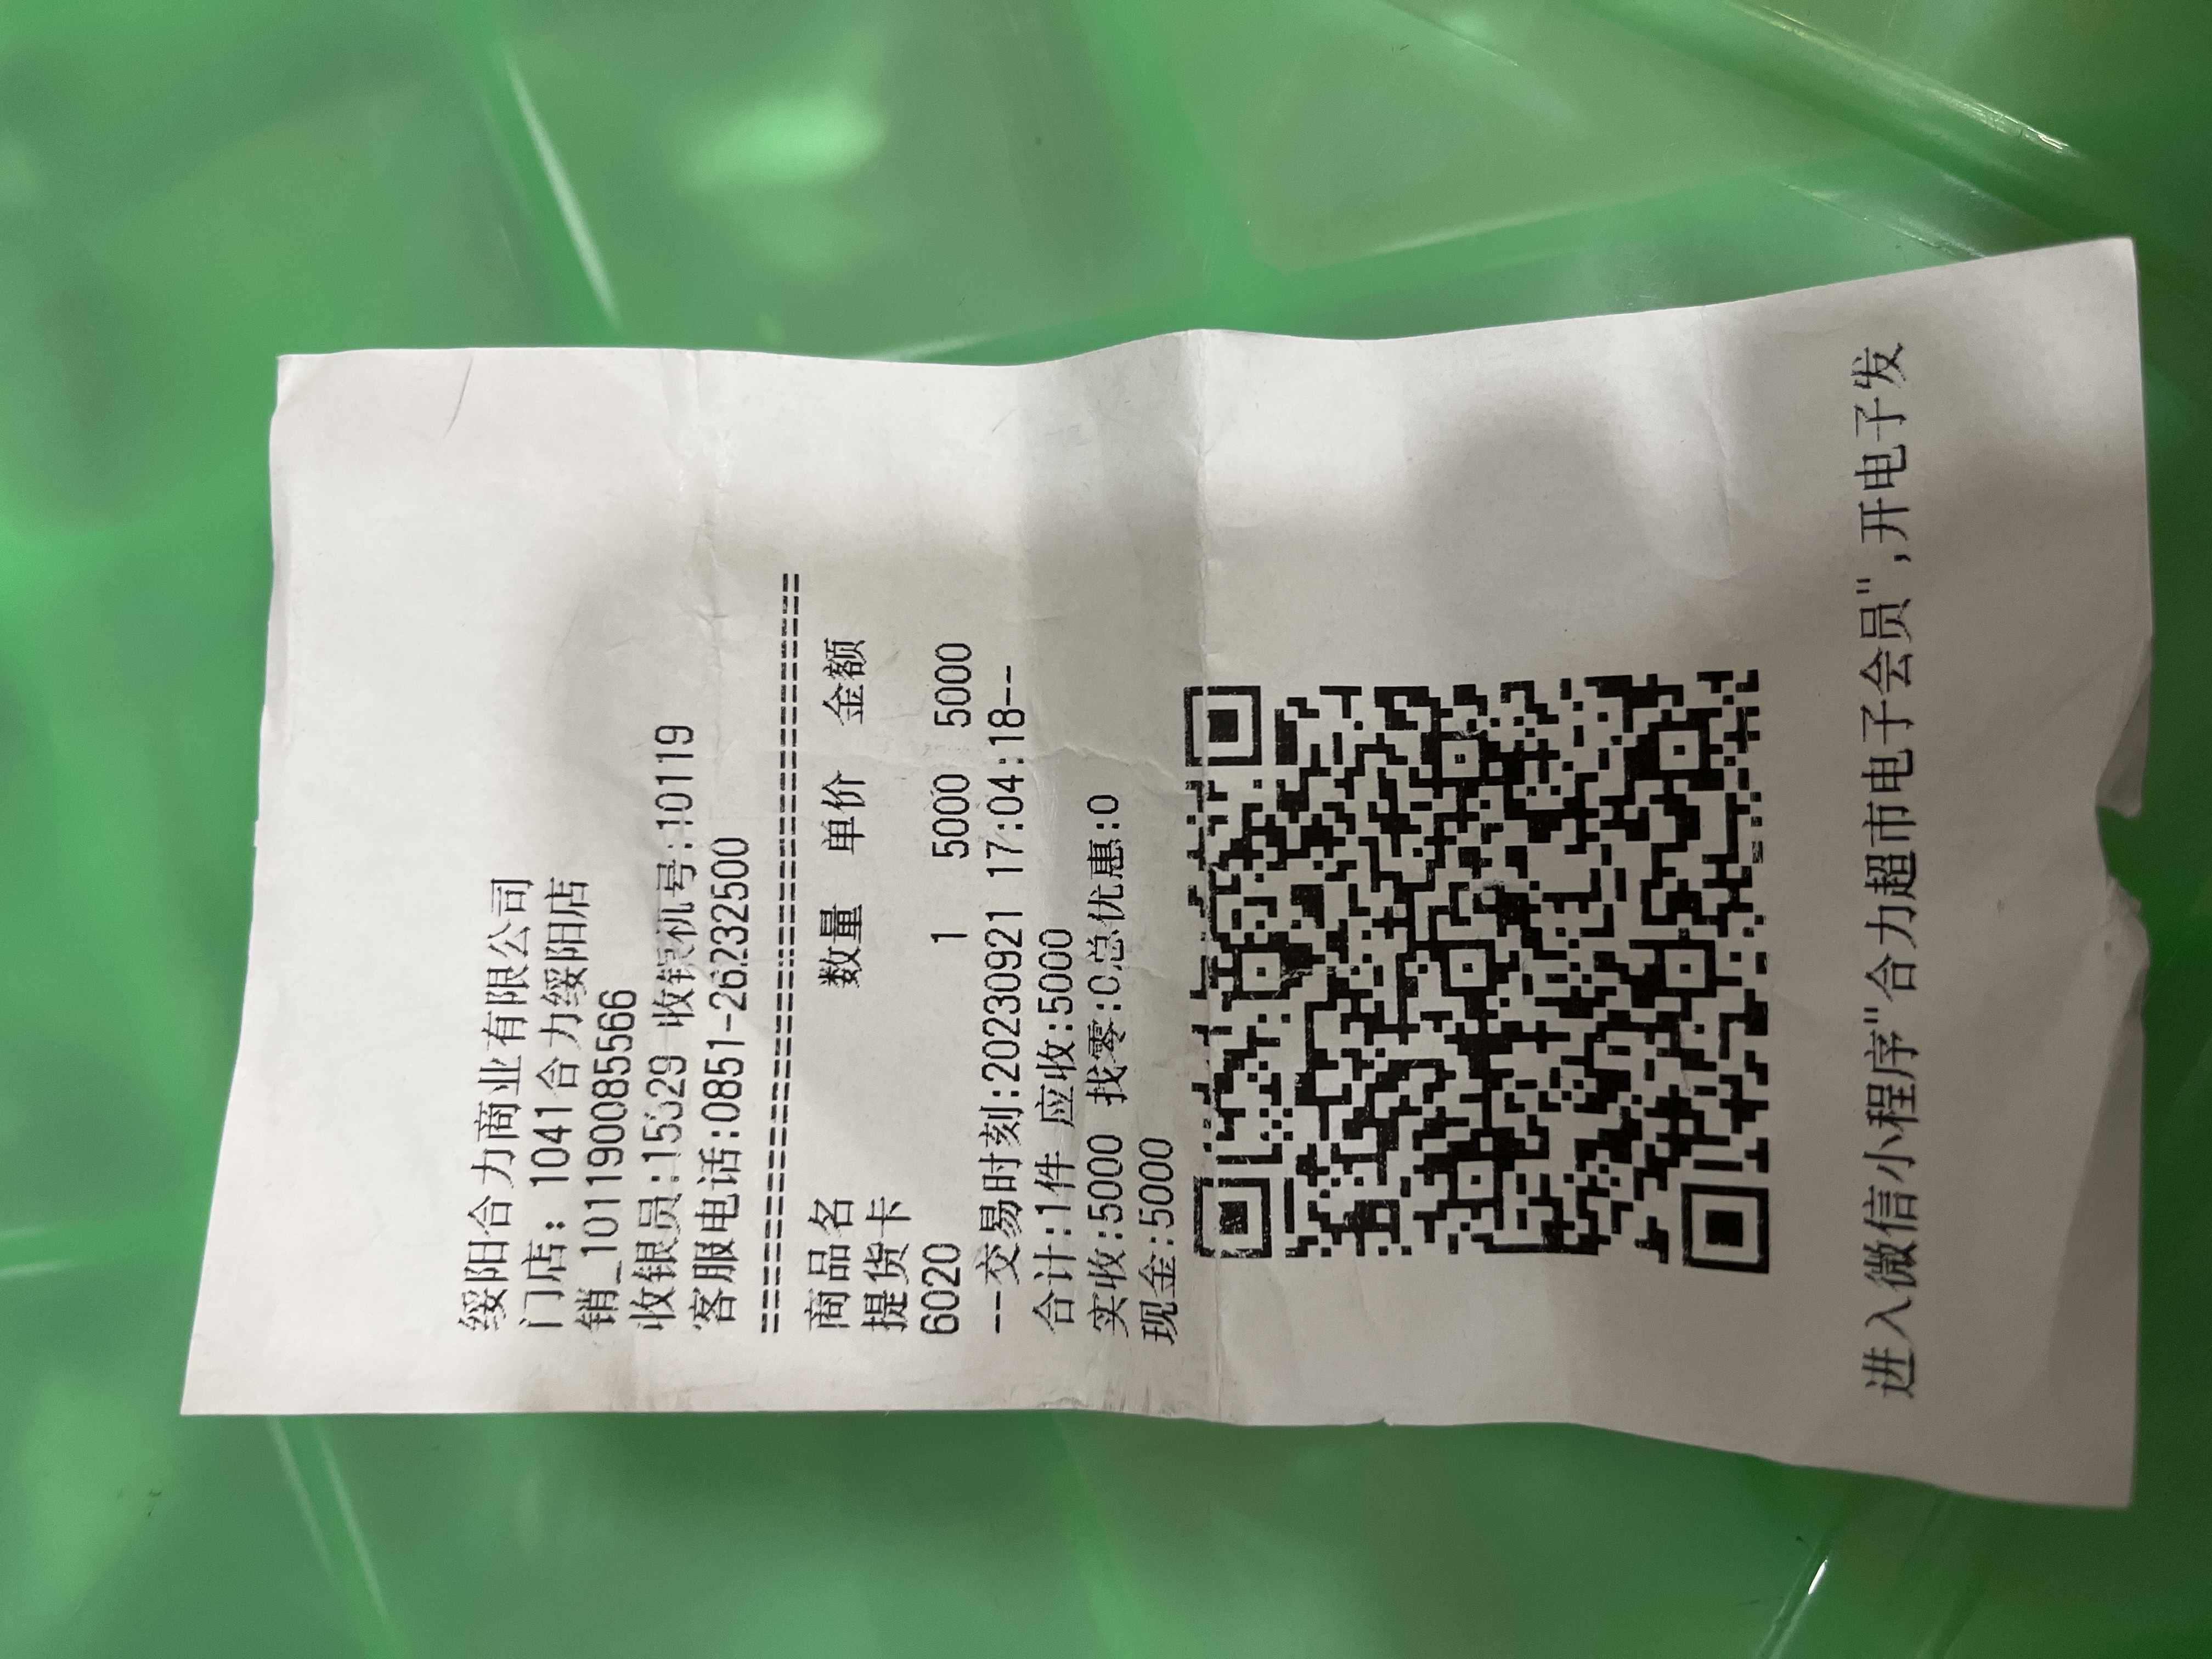 绥阳合力商业有限公司
门店: 1041合力绥阳店
销_1011900855566
收银员:15329 收银机号:10119
客服电话:0851-26232500
================================
商品名 数量 单价 金额
提货卡
6020 1 5000 5000
--交易时刻:20230921 17:04:18--
合计:1件 应收:5000
实收:5000 找零:0总优惠:0
现金:5000
进入微信小程序"合力超市电子会员",开电子发